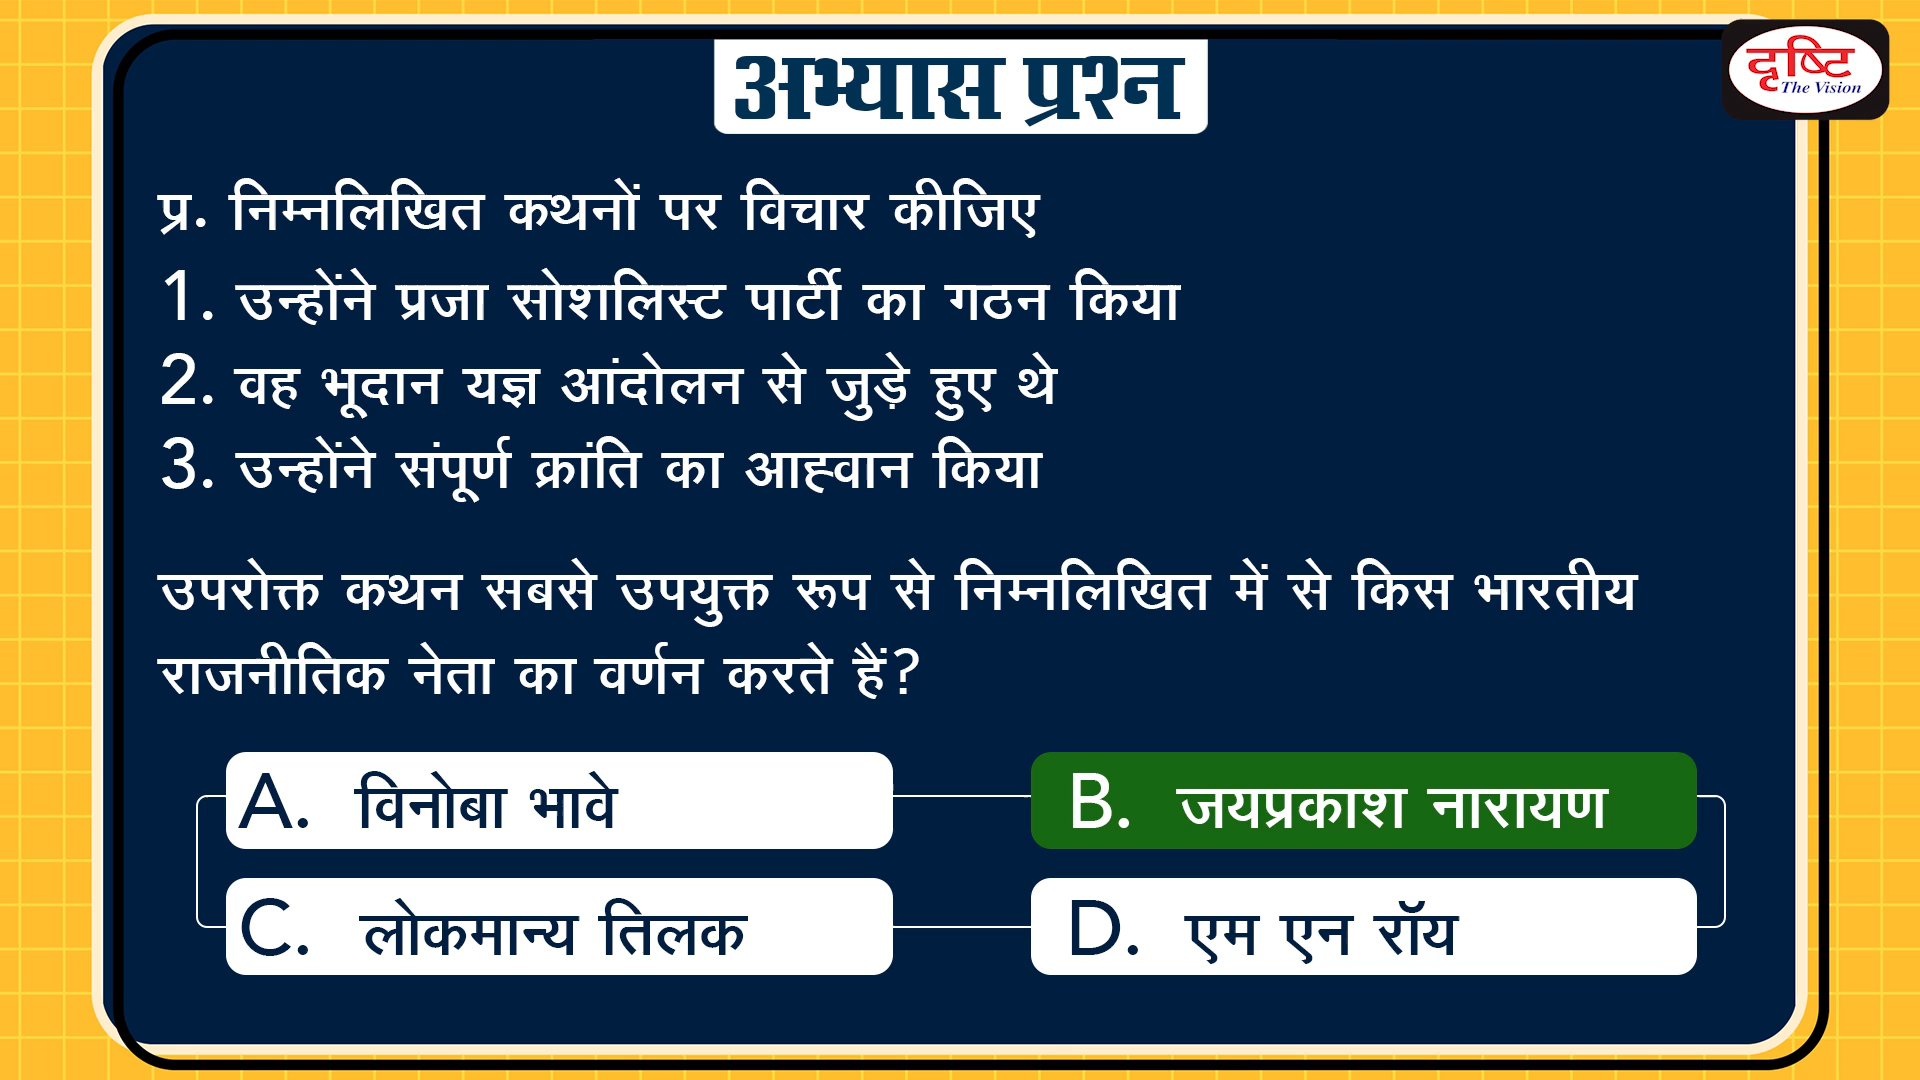 अभ्यास प्रश्न
दृष्टि
The Vision
प्र. निम्नलिखित कथनों पर विचार कीजिए
1. उन्होंने प्रजा सोशलिस्ट पार्टी का गठन किया
2. वह भूदान यज्ञ आंदोलन से जुड़े हुए थे
3. उन्होंने संपूर्ण क्रांति का आह्वान किया
उपरोक्त कथन सबसे उपयुक्त रूप से निम्नलिखित में से किस भारतीय
राजनीतिक नेता का वर्णन करते हैं?
A. विनोबा भावे
B. जयप्रकाश नारायण
C. लोकमान्य तिलक
D. एम एन रॉय